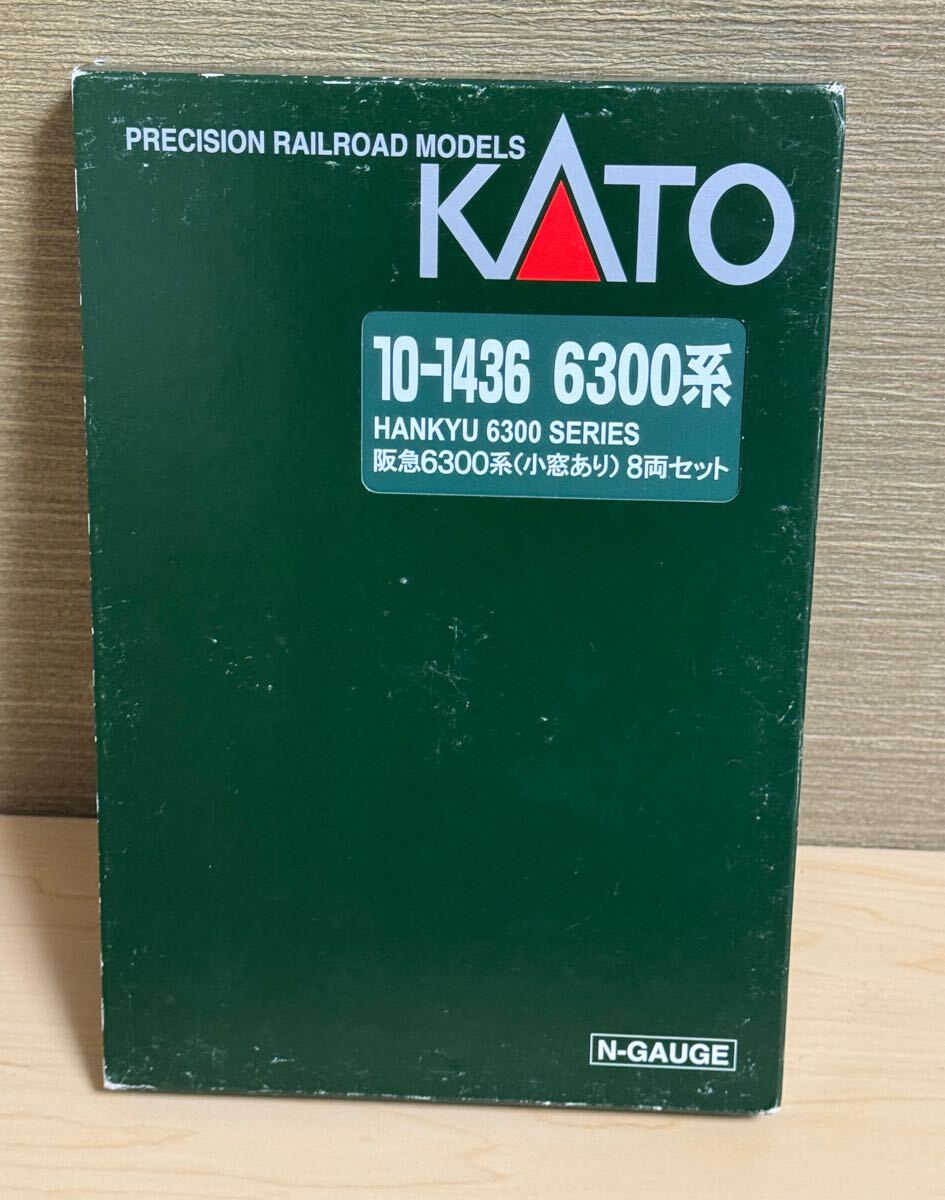 PRECISION RAILROAD MODELS
KATO
10-1436 6300系
HANKYU 6300 SERIES
阪急6300系(小窓あり) 8両セット
N-GAUGE